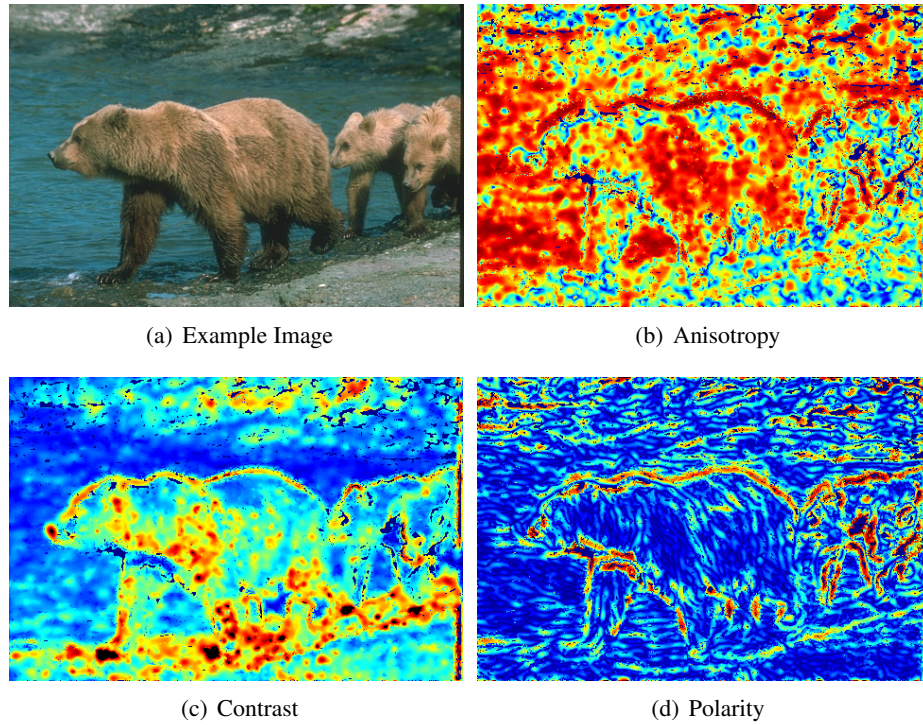 (a) Example Image
(b) Anisotropy
(c) Contrast
(d) Polarity